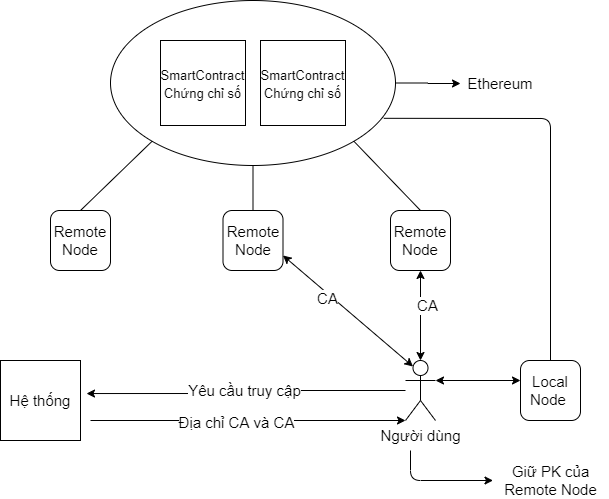 SmartContract
Chứng chỉ số
SmartContract
Chứng chỉ số
Ethereum
Remote
Node
Remote
Node
Remote
Node
CA
CA
Hệ thống
Yêu cầu truy cập
Địa chỉ CA và CA
Người dùng
Local
Node
Giữ PK của
Remote Node